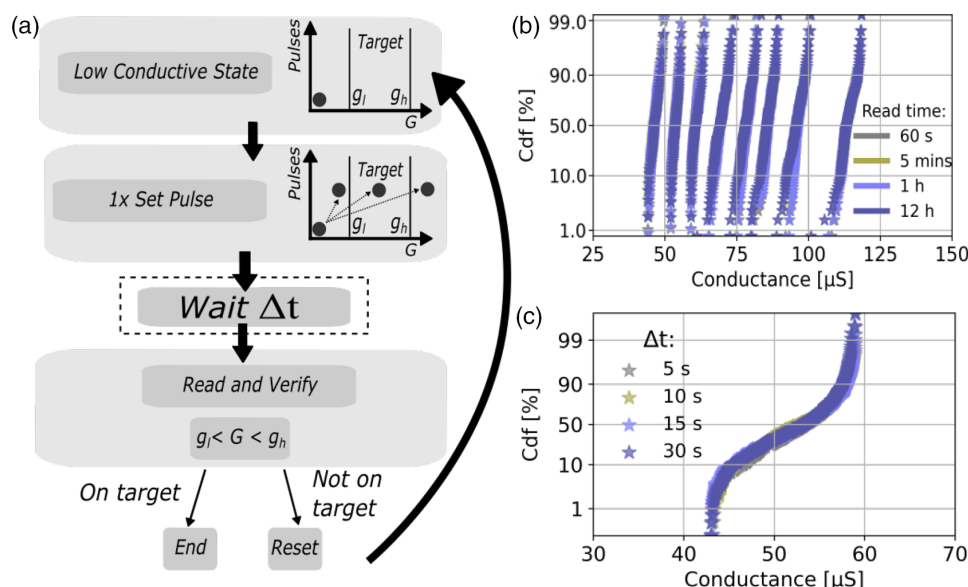 (a)
Low Conductive State
Pulses
Target
g_l
g_h
G
1x Set Pulse
Pulses
Target
g_l
g_h
G
Wait Δt
Read and Verify
g_l < G < g_h
On target
Not on
target
End
Reset
(b)
Cdf [%]
99.0
90.0
50.0
10.0
1.0
Read time:
60 s
5 mins
1 h
12 h
25
50
75
100
125
150
Conductance [µS]
(c)
Cdf [%]
99
90
50
10
1
Δt:
5 s
10 s
15 s
30 s
30
40
50
60
70
Conductance [µS]